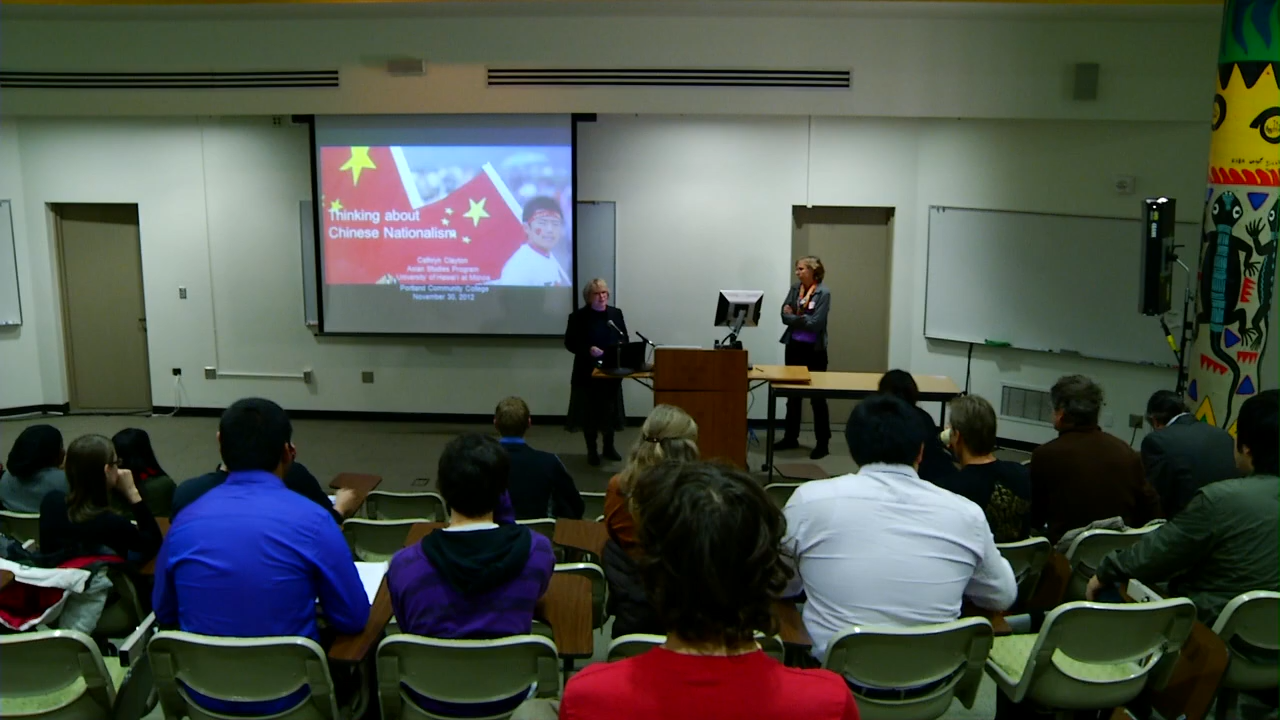 Thinking about
Chinese Nationalism
Cathryn Clayton
Asian Studies Program
University of Hawai'i at Manoa
Portland Community College
November 30, 2012